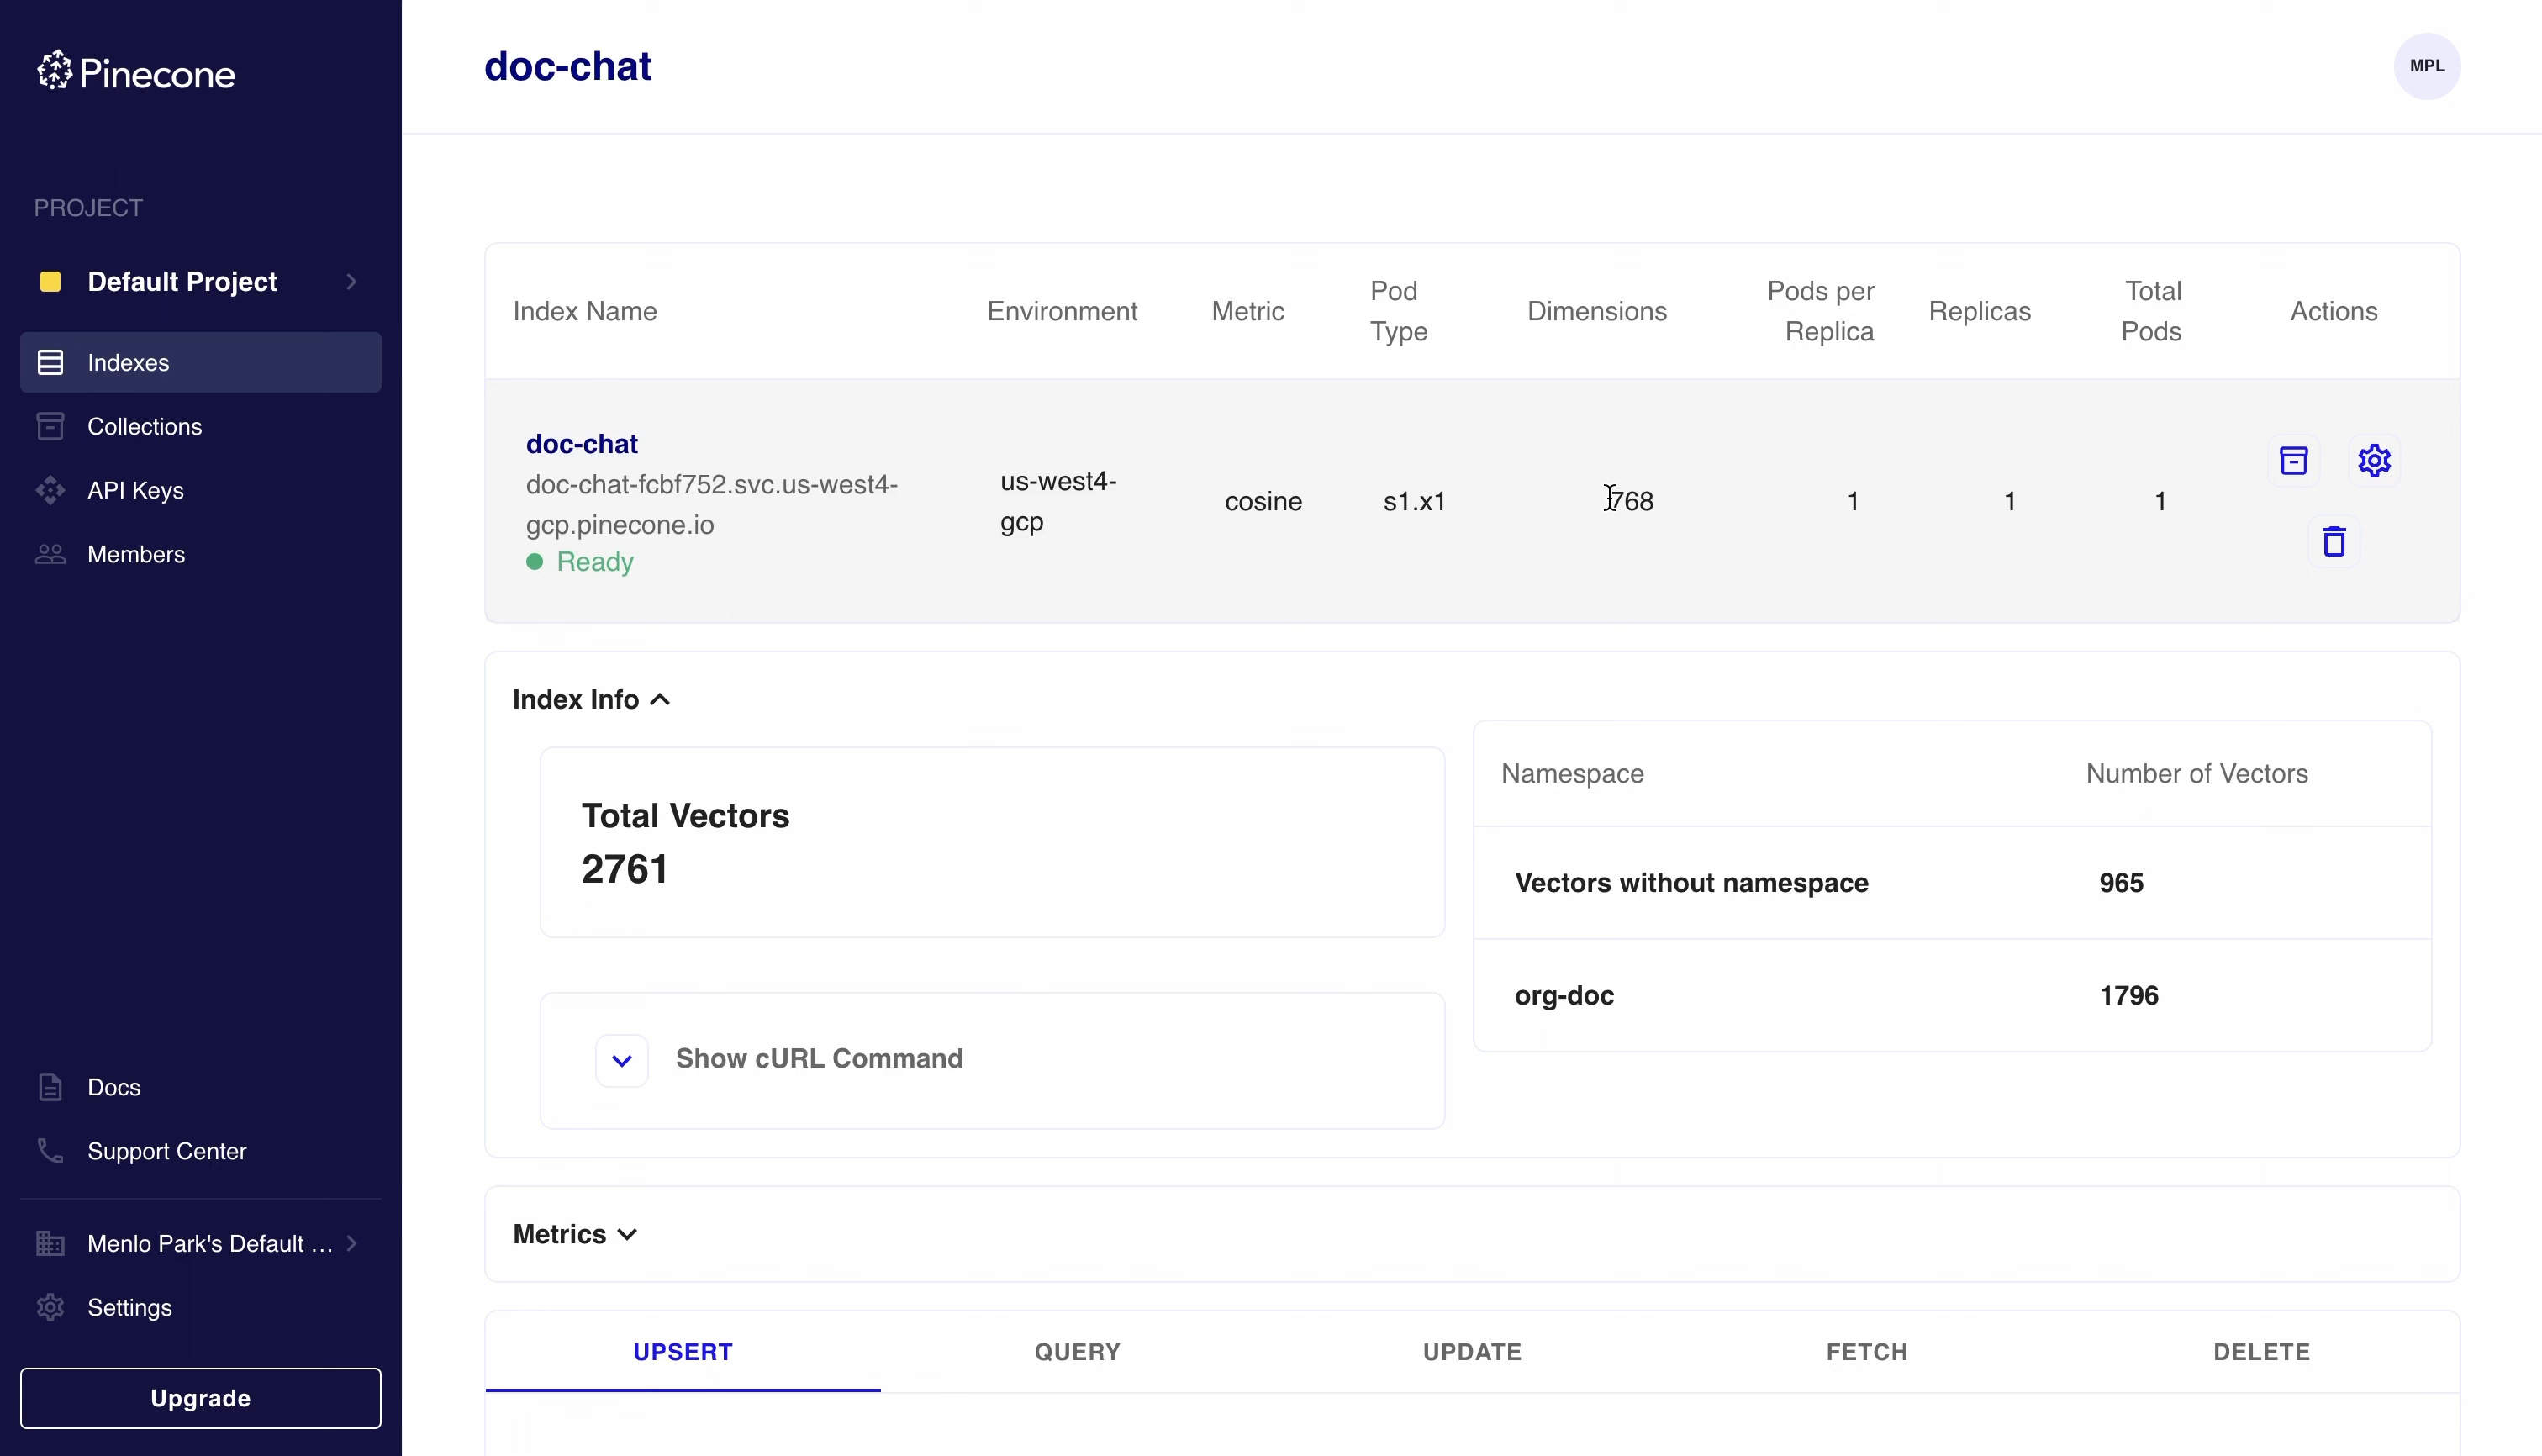 Pinecone
doc-chat
MPL
PROJECT
Default Project
Indexes
Collections
API Keys
Members
Docs
Support Center
Menlo Park's Default ...
Settings
Upgrade
Index Name
Environment
Metric
Pod
Type
Dimensions
Pods per
Replica
Replicas
Total
Pods
Actions
doc-chat
doc-chat-fcbf752.svc.us-west4-
gcp.pinecone.io
Ready
us-west4-
gcp
cosine
s1.x1
768
1
1
1
Index Info
Total Vectors
2761
Show cURL Command
Namespace
Number of Vectors
Vectors without namespace
965
org-doc
1796
Metrics
UPSERT
QUERY
UPDATE
FETCH
DELETE